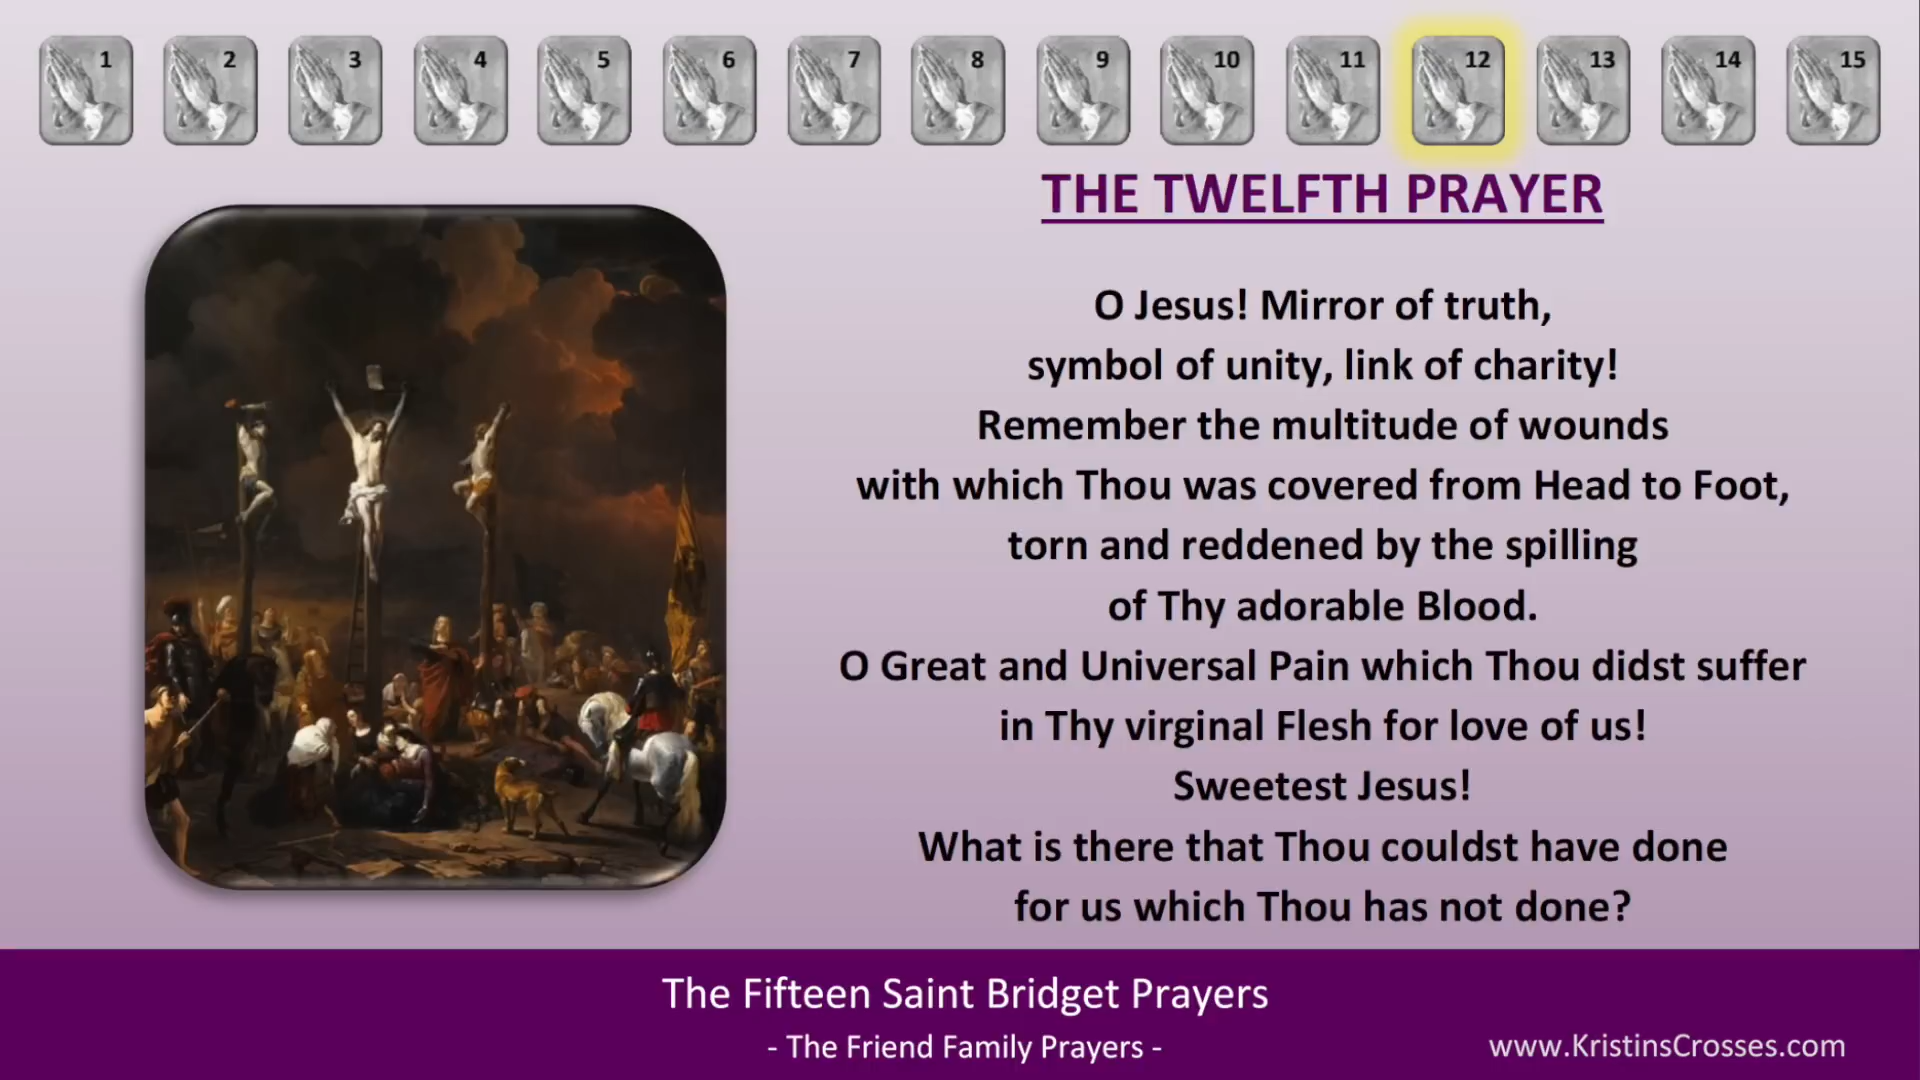 1 2 3 4 5 6 7 8 9 10 11 12 13 14 15
THE TWELFTH PRAYER
O Jesus! Mirror of truth,
symbol of unity, link of charity!
Remember the multitude of wounds
with which Thou was covered from Head to Foot,
torn and reddened by the spilling
of Thy adorable Blood.
O Great and Universal Pain which Thou didst suffer
in Thy virginal Flesh for love of us!
Sweetest Jesus!
What is there that Thou couldst have done
for us which Thou has not done?
The Fifteen Saint Bridget Prayers
- The Friend Family Prayers -
www.KristinsCrosses.com